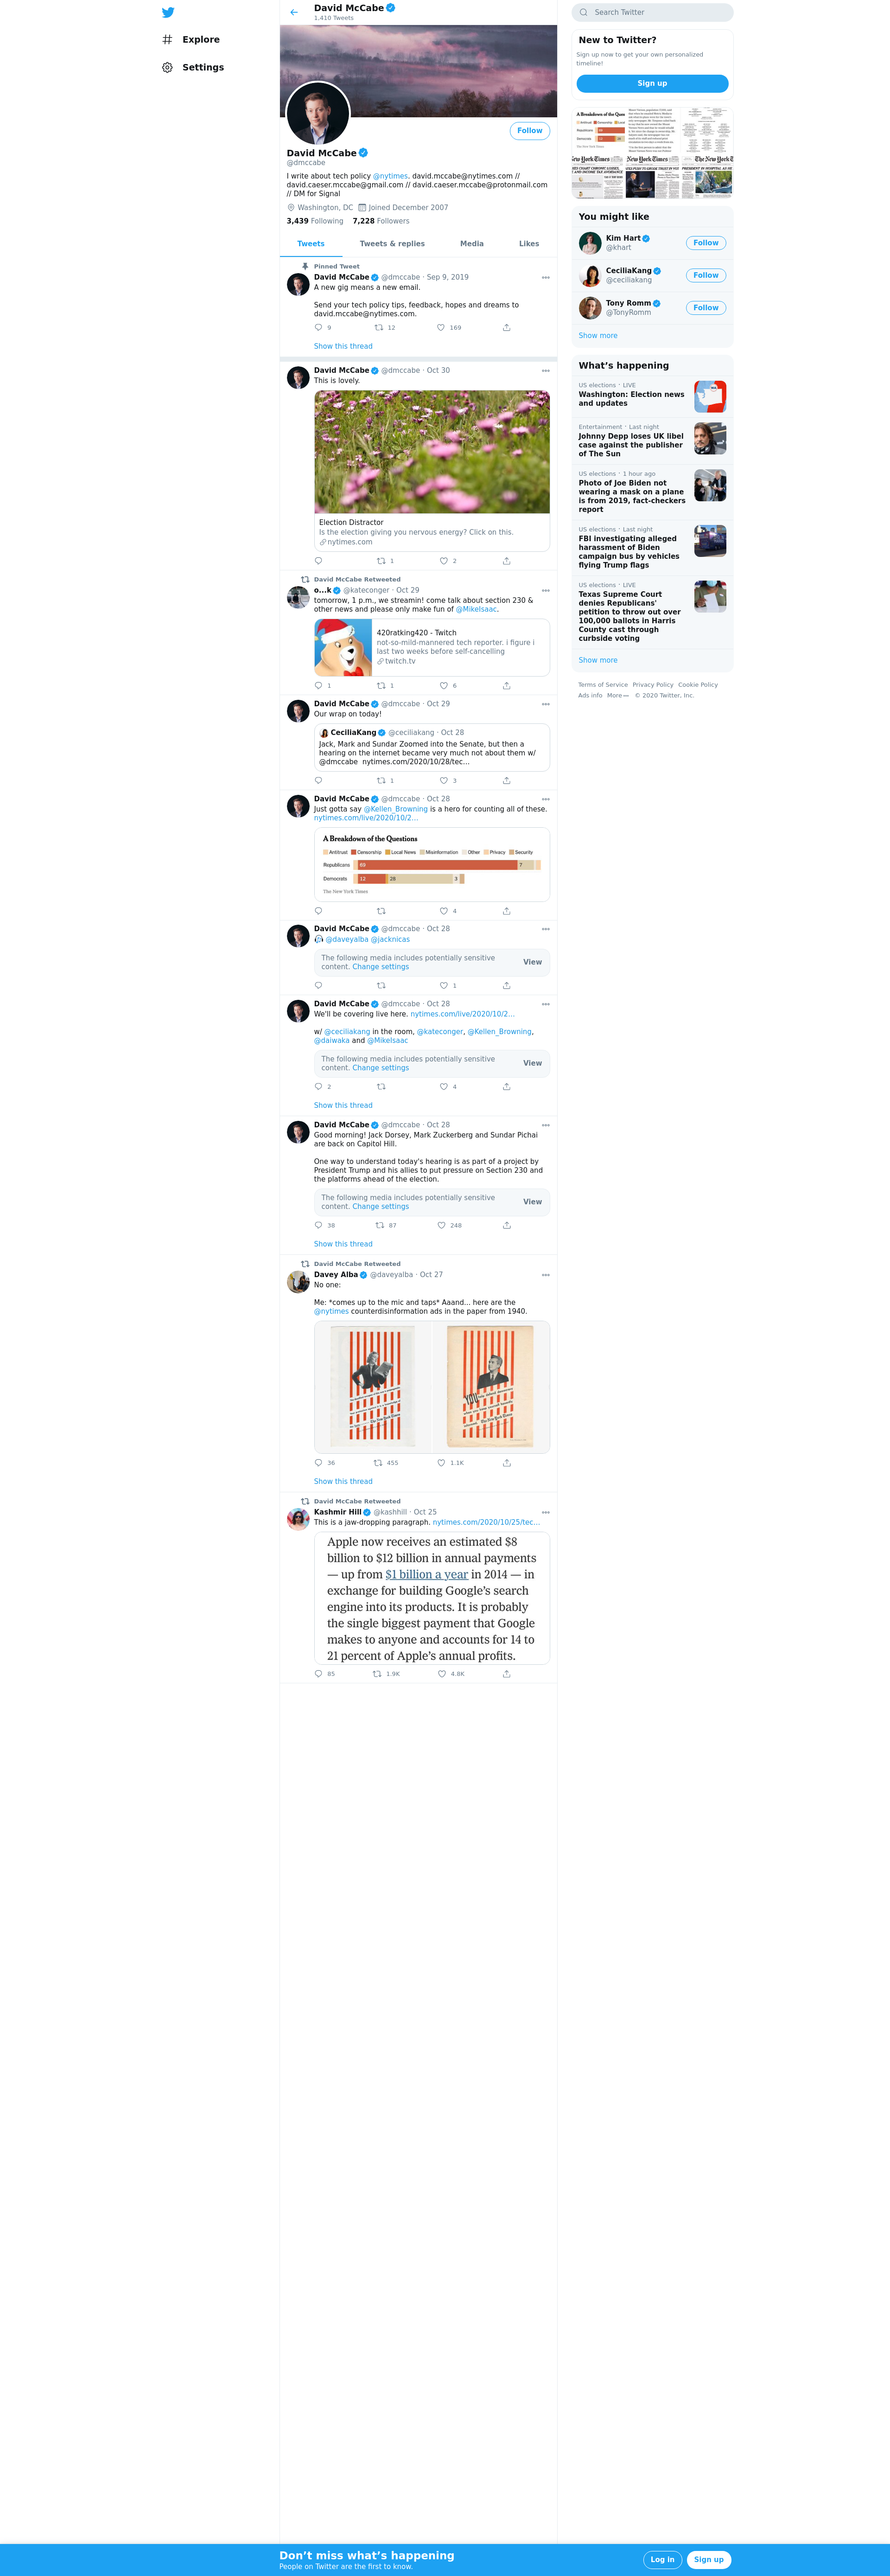 Explore
Settings
David McCabe
1,410 Tweets
Follow
David McCabe
@dmccabe
I write about tech policy @nytimes. david.mccabe@nytimes.com //
david.caeser.mccabe@gmail.com // david.caeser.mccabe@protonmail.com
// DM for Signal
Washington, DC Joined December 2007
3,439 Following 7,228 Followers
Tweets Tweets & replies Media Likes
Pinned Tweet
David McCabe @dmccabe · Sep 9, 2019
A new gig means a new email.
Send your tech policy tips, feedback, hopes and dreams to
david.mccabe@nytimes.com.
9 12 169
Show this thread
David McCabe @dmccabe · Oct 30
This is lovely.
Election Distractor
Is the election giving you nervous energy? Click on this.
nytimes.com
1 2
David McCabe Retweeted
o...k @kateconger · Oct 29
tomorrow, 1 p.m., we streamin! come talk about section 230 &
other news and please only make fun of @MikeIsaac.
420ratking420 - Twitch
not-so-mild-mannered tech reporter. i figure i
last two weeks before self-cancelling
twitch.tv
1 1 6
David McCabe @dmccabe · Oct 29
Our wrap on today!
CeciliaKang @ceciliakang · Oct 28
Jack, Mark and Sundar Zoomed into the Senate, but then a
hearing on the internet became very much not about them w/
@dmccabe nytimes.com/2020/10/28/tec…
1 3
David McCabe @dmccabe · Oct 28
Just gotta say @Kellen_Browning is a hero for counting all of these.
nytimes.com/live/2020/10/2…
A Breakdown of the Questions
Antitrust Censorship Local News Misinformation Other Privacy Security
Republicans 69 7
Democrats 12 28 3
The New York Times
4
David McCabe @dmccabe · Oct 28
@daveyalba @jacknicas
The following media includes potentially sensitive
content. Change settings
View
1
David McCabe @dmccabe · Oct 28
We'll be covering live here. nytimes.com/live/2020/10/2…
w/ @ceciliakang in the room, @kateconger, @Kellen_Browning,
@daiwaka and @MikeIsaac
The following media includes potentially sensitive
content. Change settings
View
2 4
Show this thread
David McCabe @dmccabe · Oct 28
Good morning! Jack Dorsey, Mark Zuckerberg and Sundar Pichai
are back on Capitol Hill.
One way to understand today's hearing is as part of a project by
President Trump and his allies to put pressure on Section 230 and
the platforms ahead of the election.
The following media includes potentially sensitive
content. Change settings
View
38 87 248
Show this thread
David McCabe Retweeted
Davey Alba @daveyalba · Oct 27
No one:
Me: *comes up to the mic and taps* Aaand... here are the
@nytimes counterdisinformation ads in the paper from 1940.
The New York Times
YOU
The New York Times
36 455 1.1K
Show this thread
David McCabe Retweeted
Kashmir Hill @kashhill · Oct 25
This is a jaw-dropping paragraph. nytimes.com/2020/10/25/tec…
Apple now receives an estimated $8
billion to $12 billion in annual payments
— up from $1 billion a year in 2014 — in
exchange for building Google’s search
engine into its products. It is probably
the single biggest payment that Google
makes to anyone and accounts for 14 to
21 percent of Apple’s annual profits.
85 1.9K 4.8K
Search Twitter
New to Twitter?
Sign up now to get your own personalized
timeline!
Sign up
A Breakdown of the Ques
You might like
Kim Hart
@khart
Follow
CeciliaKang
@ceciliakang
Follow
Tony Romm
@TonyRomm
Follow
Show more
What’s happening
US elections · LIVE
Washington: Election news
and updates
Entertainment · Last night
Johnny Depp loses UK libel
case against the publisher
of The Sun
US elections · 1 hour ago
Photo of Joe Biden not
wearing a mask on a plane
is from 2019, fact-checkers
report
US elections · Last night
FBI investigating alleged
harassment of Biden
campaign bus by vehicles
flying Trump flags
US elections · LIVE
Texas Supreme Court
denies Republicans'
petition to throw out over
100,000 ballots in Harris
County cast through
curbside voting
Show more
Terms of Service Privacy Policy Cookie Policy
Ads info More © 2020 Twitter, Inc.
Don’t miss what’s happening
People on Twitter are the first to know.
Log in Sign up